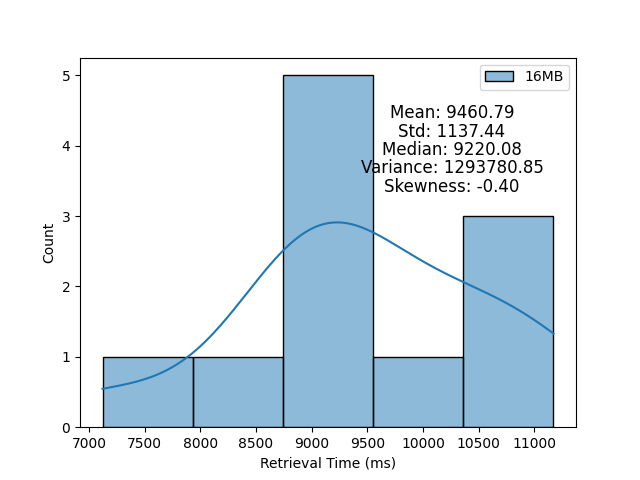 16MB
Mean: 9460.79
Std: 1137.44
Median: 9220.08
Variance: 1293780.85
Skewness: -0.40
Count
5
4
3
2
1
0
7000 7500 8000 8500 9000 9500 10000 10500 11000
Retrieval Time (ms)